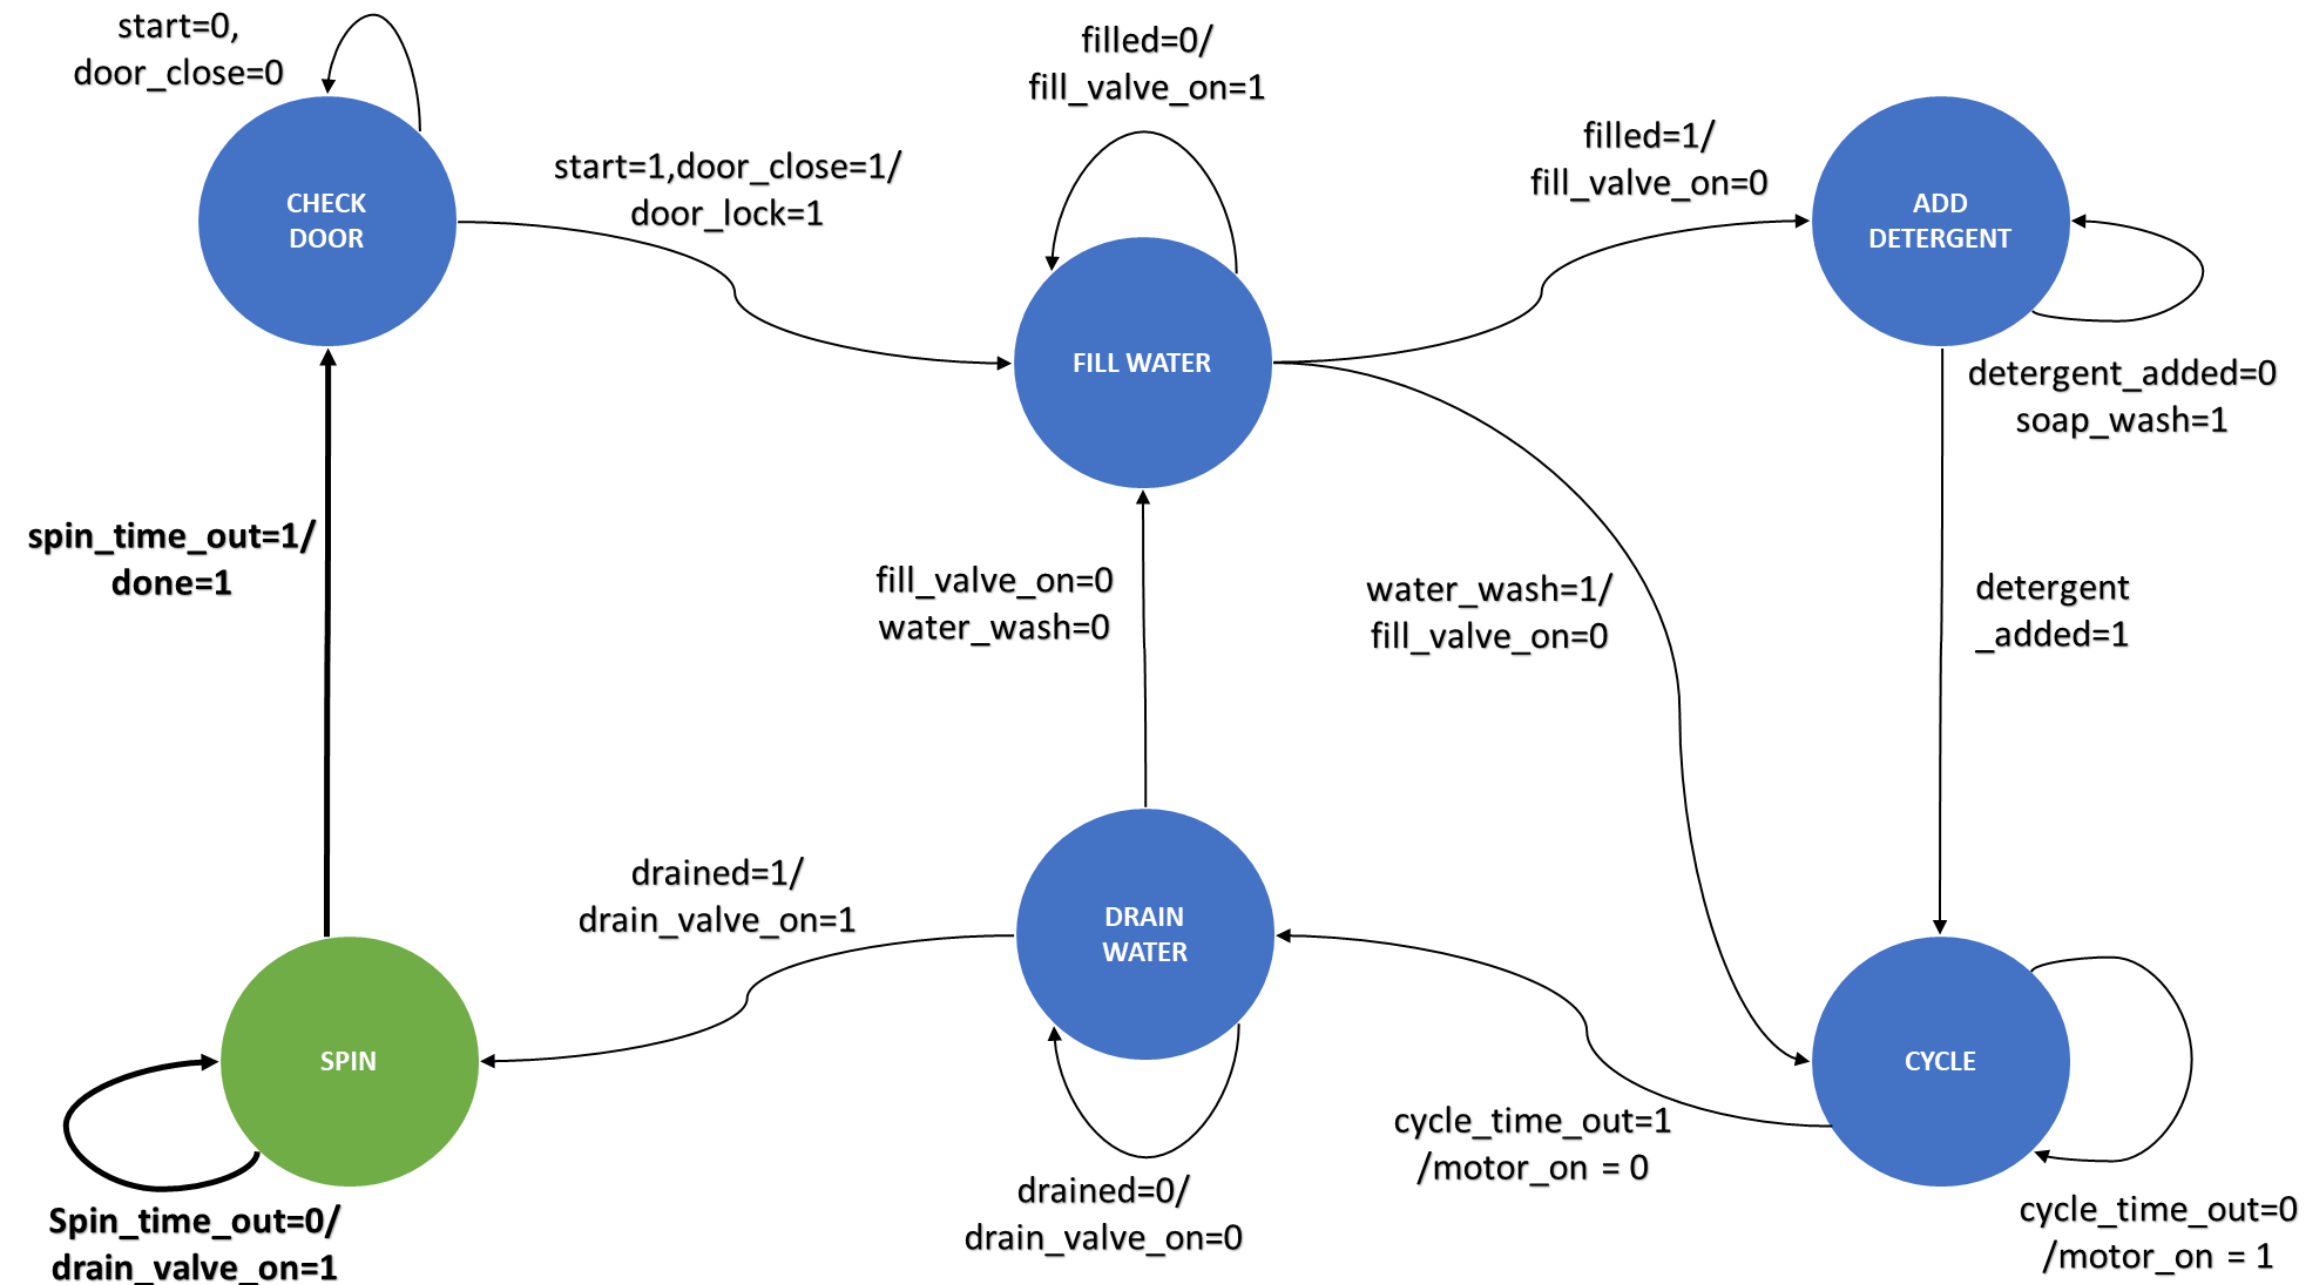 start=0,
door_close=0
filled=0/
fill_valve_on=1
filled=1/
fill_valve_on=0
start=1,door_close=1/
door_lock=1
CHECK
DOOR
ADD
DETERGENT
FILL WATER
detergent_added=0
soap_wash=1
spin_time_out=1/
done=1
fill_valve_on=0
water_wash=0
water_wash=1/
fill_valve_on=0
detergent
_added=1
drained=1/
drain_valve_on=1
DRAIN
WATER
SPIN
CYCLE
cycle_time_out=1
/motor_on = 0
drained=0/
drain_valve_on=0
Spin_time_out=0/
drain_valve_on=1
cycle_time_out=0
/motor_on = 1